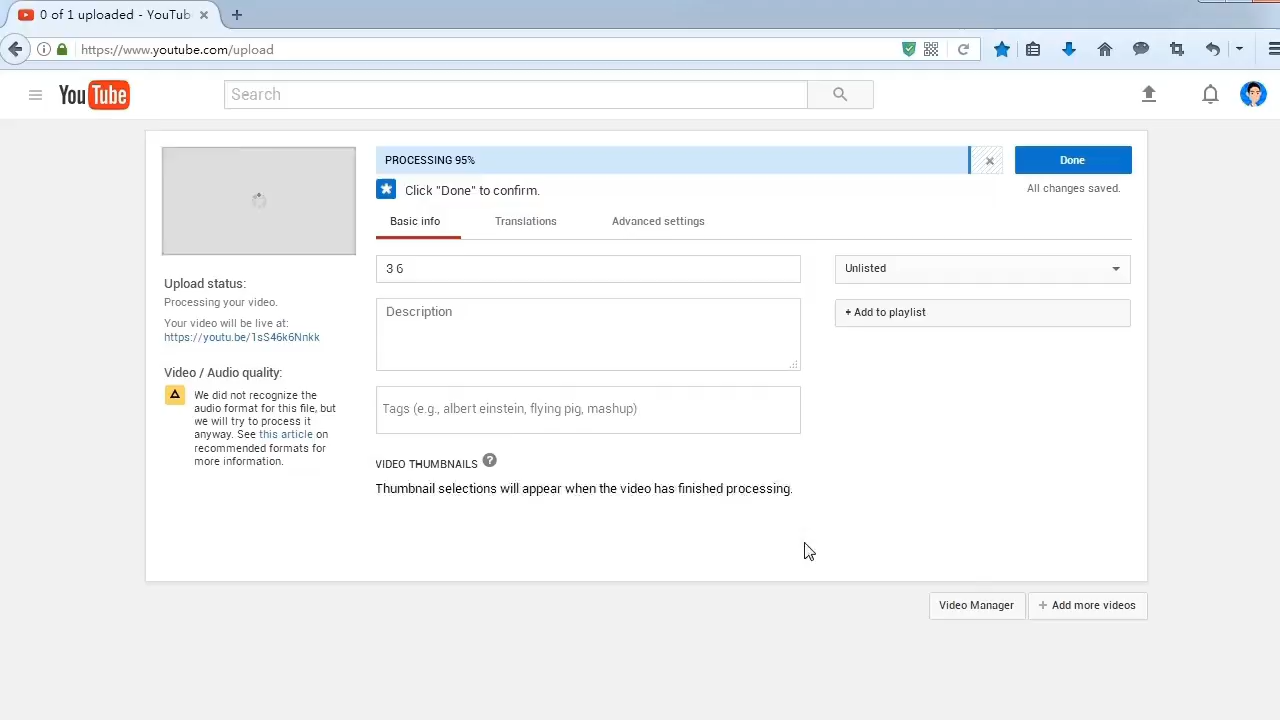 0 of 1 uploaded - YouTub
https://www.youtube.com/upload
YouTube
Search
PROCESSING 95%
Done
Click "Done" to confirm.
All changes saved.
Basic info
Translations
Advanced settings
3 6
Unlisted
Description
+ Add to playlist
Upload status:
Processing your video.
Your video will be live at:
https://youtu.be/1sS46k6Nnkk
Video / Audio quality:
We did not recognize the
audio format for this file, but
we will try to process it
anyway. See this article on
recommended formats for
more information.
Tags (e.g., albert einstein, flying pig, mashup)
VIDEO THUMBNAILS ?
Thumbnail selections will appear when the video has finished processing.
Video Manager
+ Add more videos